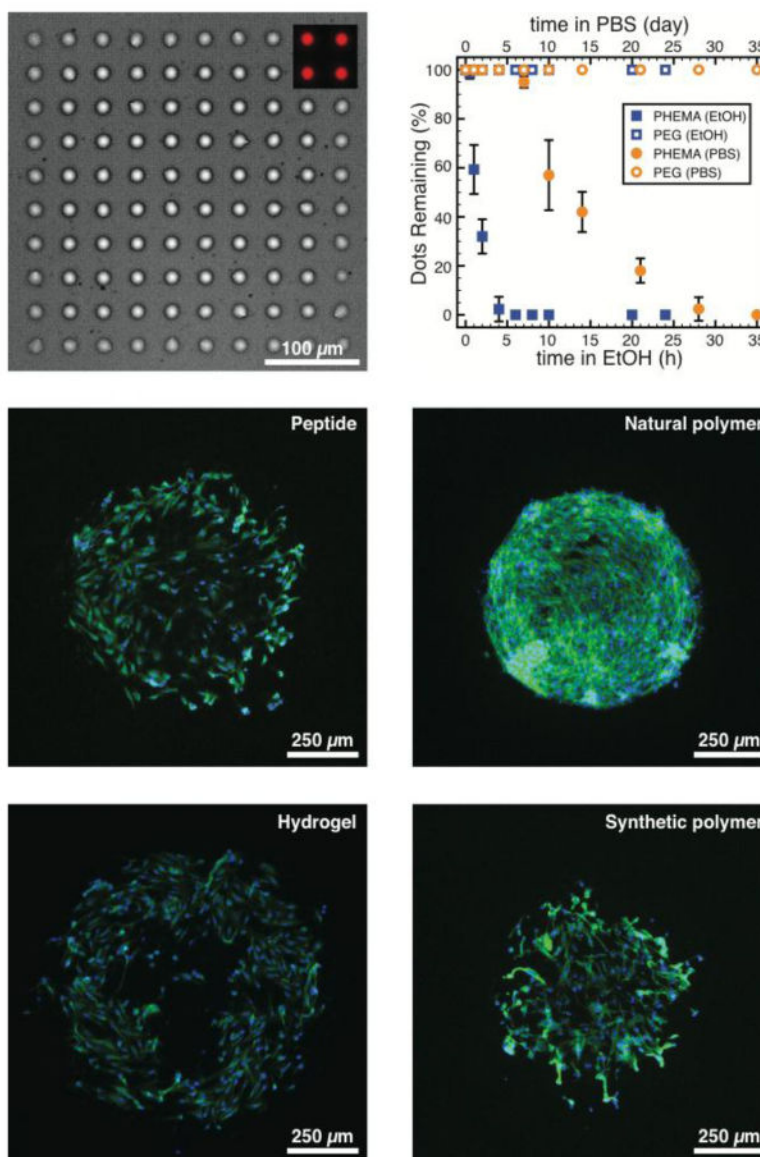 100 µm
time in PBS (day)
0 5 10 15 20 25 30 35
Dots Remaining (%)
100
80
60
40
20
0
PHEMA (EtOH)
PEG (EtOH)
PHEMA (PBS)
PEG (PBS)
0 5 10 15 20 25 30 35
time in EtOH (h)
Peptide
250 µm
Natural polymer
250 µm
Hydrogel
250 µm
Synthetic polymer
250 µm